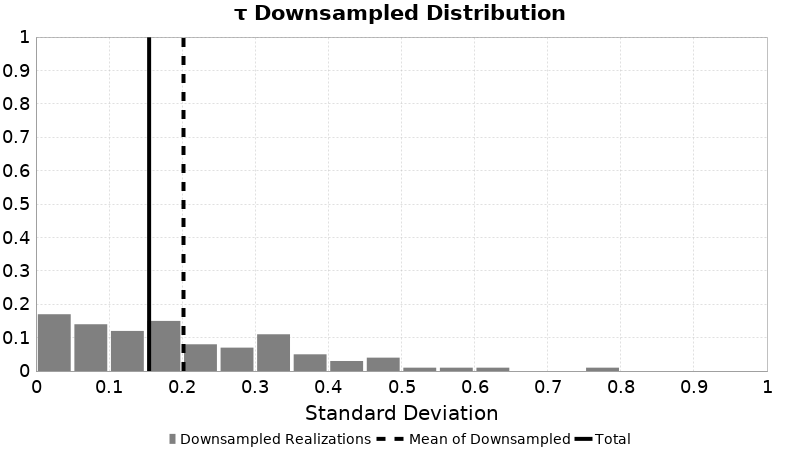 τ Downsampled Distribution
1
0.9
0.8
0.7
0.6
0.5
0.4
0.3
0.2
0.1
0
0 0.1 0.2 0.3 0.4 0.5 0.6 0.7 0.8 0.9 1
Standard Deviation
Downsampled Realizations Mean of Downsampled Total